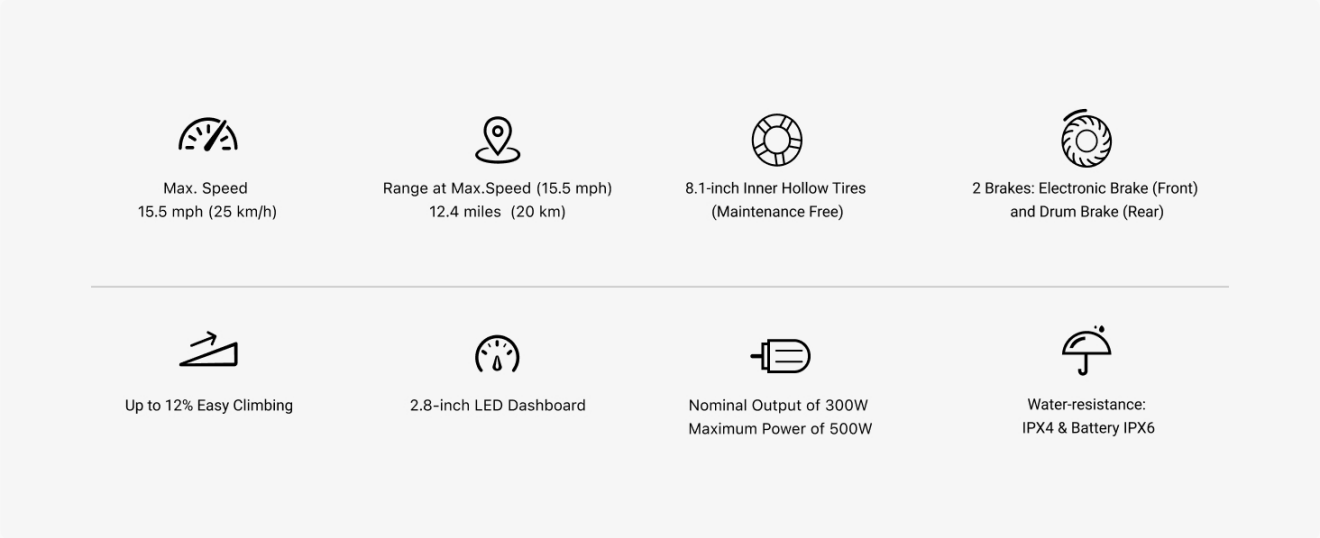 Max. Speed
15.5 mph (25 km/h)
Range at Max.Speed (15.5 mph)
12.4 miles  (20 km)
8.1-inch Inner Hollow Tires
(Maintenance Free)
2 Brakes: Electronic Brake (Front)
and Drum Brake (Rear)
Up to 12% Easy Climbing
2.8-inch LED Dashboard
Nominal Output of 300W
Maximum Power of 500W
Water-resistance:
IPX4 & Battery IPX6